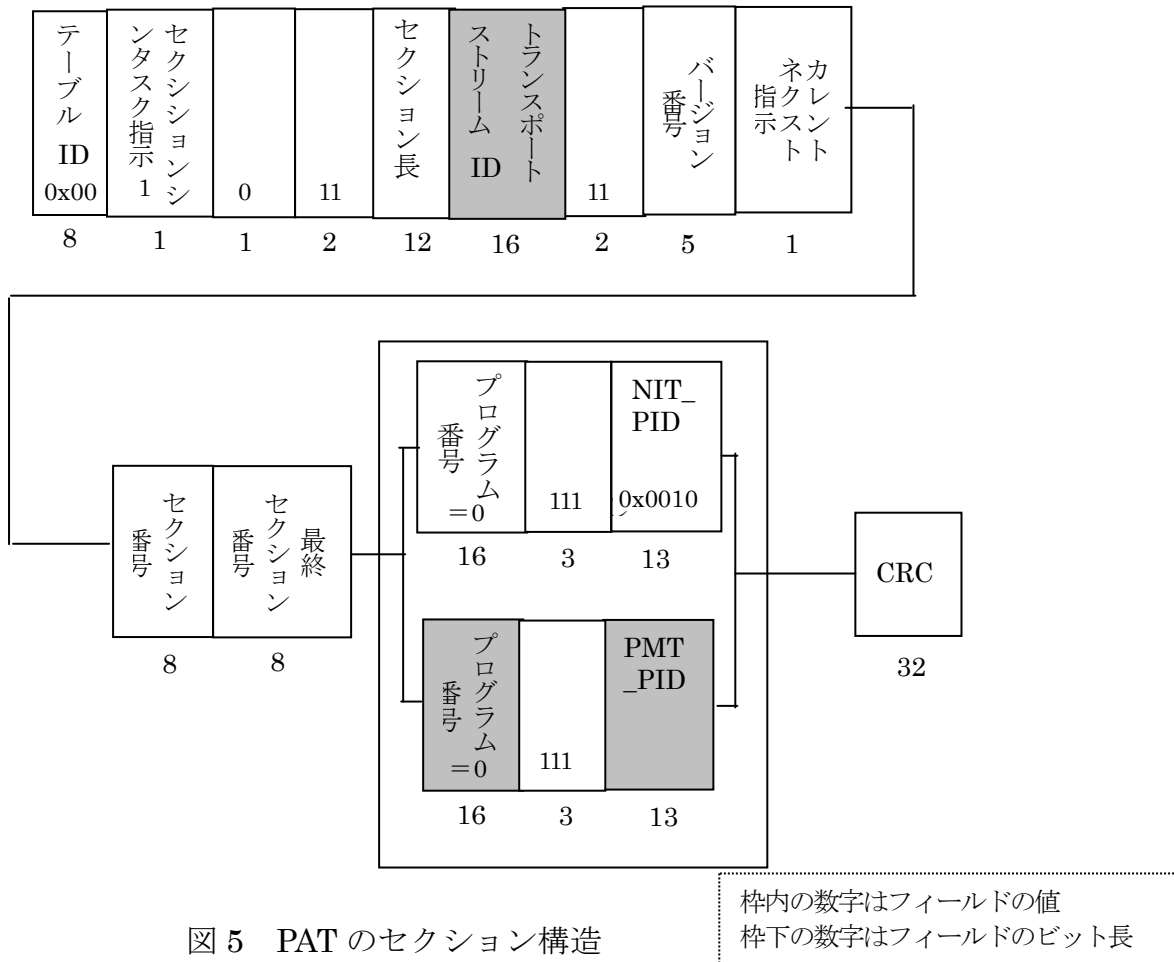 テーブル
ID
0x00
セクションシ
ンタスク指示
1
0
11
セクション長
トランスポート
ストリーム
ID
11
バージョン
番号
カレント
ネクスト
指示
8
1
1
2
12
16
2
5
1
セクション
番号
最終
セクション
番号
8
8
プログラム
番号
=0
111
NIT_
PID
0x0010
16
3
13
プログラム
番号
=0
111
PMT
_PID
16
3
13
CRC
32
枠内の数字はフィールドの値
枠下の数字はフィールドのビット長
図 5 PAT のセクション構造